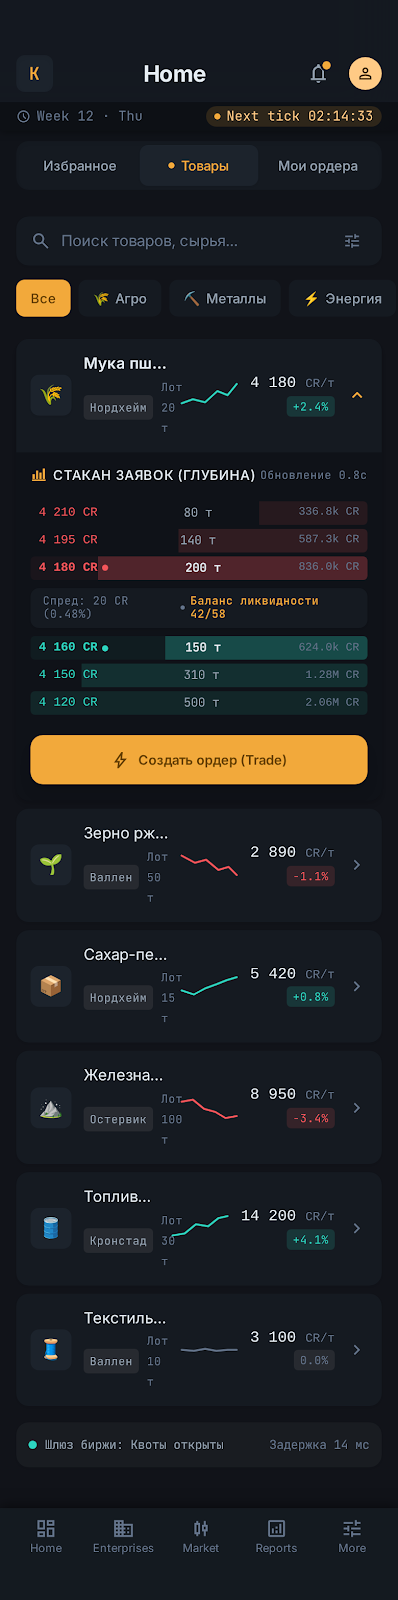 K
Home
Week 12 · Thu
Next tick 02:14:33
Избранное
Товары
Мои ордера
Поиск товаров, сырья…
Все
Агро
Металлы
Энергия
Мука пш…
Нордхейм
Лот
20
т
4 180 CR/т
+2.4%
СТАКАН ЗАЯВОК (ГЛУБИНА)
Обновление 0.8с
4 210 CR 80 т 336.8k CR
4 195 CR 140 т 587.3k CR
4 180 CR 200 т 836.0k CR
Спред: 20 CR
(0.48%)
Баланс ликвидности
42/58
4 160 CR 150 т 624.0k CR
4 150 CR 310 т 1.28M CR
4 120 CR 500 т 2.06M CR
Создать ордер (Trade)
Зерно рж…
Валлен
Лот
50
т
2 890 CR/т
-1.1%
Сахар-пе…
Нордхейм
Лот
15
т
5 420 CR/т
+0.8%
Железна…
Остервик
Лот
100
т
8 950 CR/т
-3.4%
Топлив…
Кронстад
Лот
30
т
14 200 CR/т
+4.1%
Текстиль…
Валлен
Лот
10
т
3 100 CR/т
0.0%
Шлюз биржи: Квоты открыты
Задержка 14 мс
Home
Enterprises
Market
Reports
More